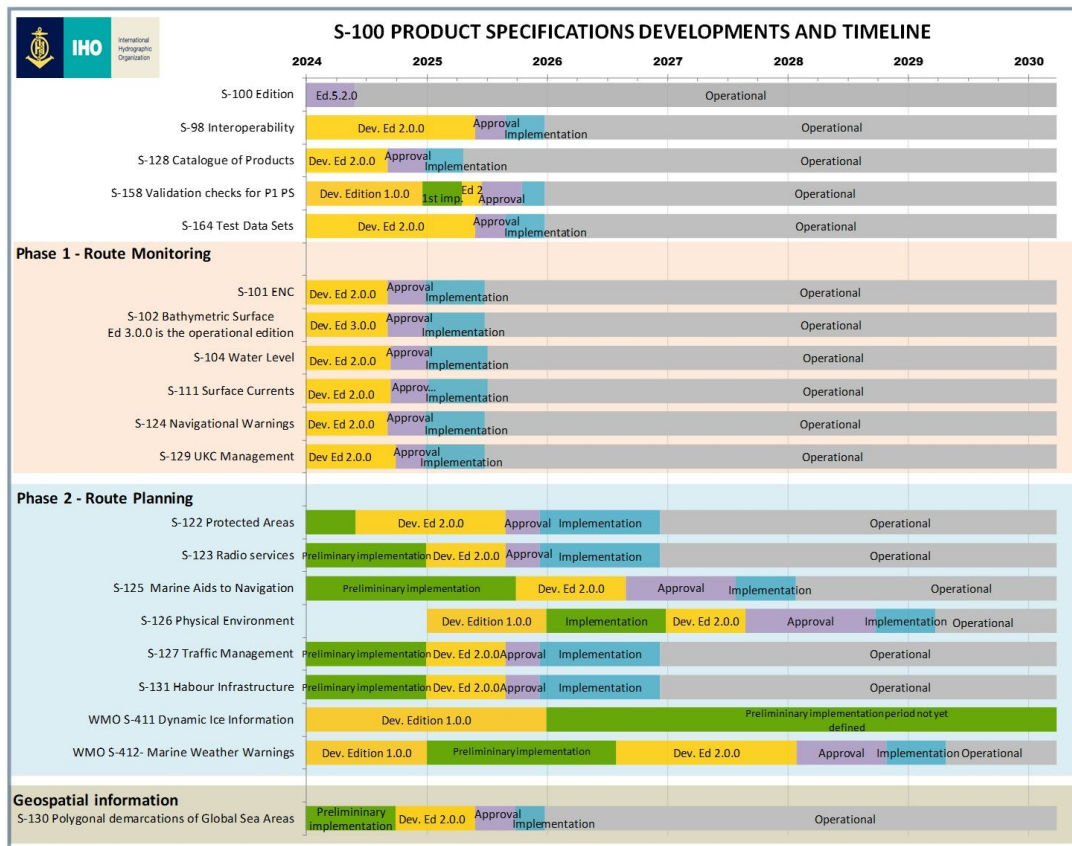 IHO
International
Hydrographic
Organization
S-100 PRODUCT SPECIFICATIONS DEVELOPMENTS AND TIMELINE
2024 2025 2026 2027 2028 2029 2030
S-100 Edition Ed.5.2.0 Operational
S-98 Interoperability Dev. Ed 2.0.0 Approval Implementation Operational
S-128 Catalogue of Products Dev. Ed 2.0.0 Approval Implementation Operational
S-158 Validation checks for P1 PS Dev. Edition 1.0.0 1st imp. Ed 2 Approval Operational
S-164 Test Data Sets Dev. Ed 2.0.0 Approval Implementation Operational
Phase 1 - Route Monitoring
S-101 ENC Dev. Ed 2.0.0 Approval Implementation Operational
S-102 Bathymetric Surface
Ed 3.0.0 is the operational edition Dev. Ed 3.0.0 Approval Implementation Operational
S-104 Water Level Dev. Ed 2.0.0 Approval Implementation Operational
S-111 Surface Currents Dev. Ed 2.0.0 Approv... Implementation Operational
S-124 Navigational Warnings Dev. Ed 2.0.0 Approval Implementation Operational
S-129 UKC Management Dev Ed 2.0.0 Approval Implementation Operational
Phase 2 - Route Planning
S-122 Protected Areas Dev. Ed 2.0.0 Approval Implementation Operational
S-123 Radio services Preliminary implementation Dev. Ed 2.0.0 Approval Implementation Operational
S-125 Marine Aids to Navigation Prelimininary implementation Dev. Ed 2.0.0 Approval Implementation Operational
S-126 Physical Environment Dev. Edition 1.0.0 Implementation Dev. Ed 2.0.0 Approval Implementation Operational
S-127 Traffic Management Preliminary implementation Dev. Ed 2.0.0 Approval Implementation Operational
S-131 Habour Infrastructure Preliminary implementation Dev. Ed 2.0.0 Approval Implementation Operational
WMO S-411 Dynamic Ice Information Dev. Edition 1.0.0 Prelimininary implementation period not yet
defined
WMO S-412- Marine Weather Warnings Dev. Edition 1.0.0 Prelimininary implementation Dev. Ed 2.0.0 Approval Implementation Operational
Geospatial information
S-130 Polygonal demarcations of Global Sea Areas Prelimininary implementation Dev. Ed 2.0.0 Approval Implementation Operational